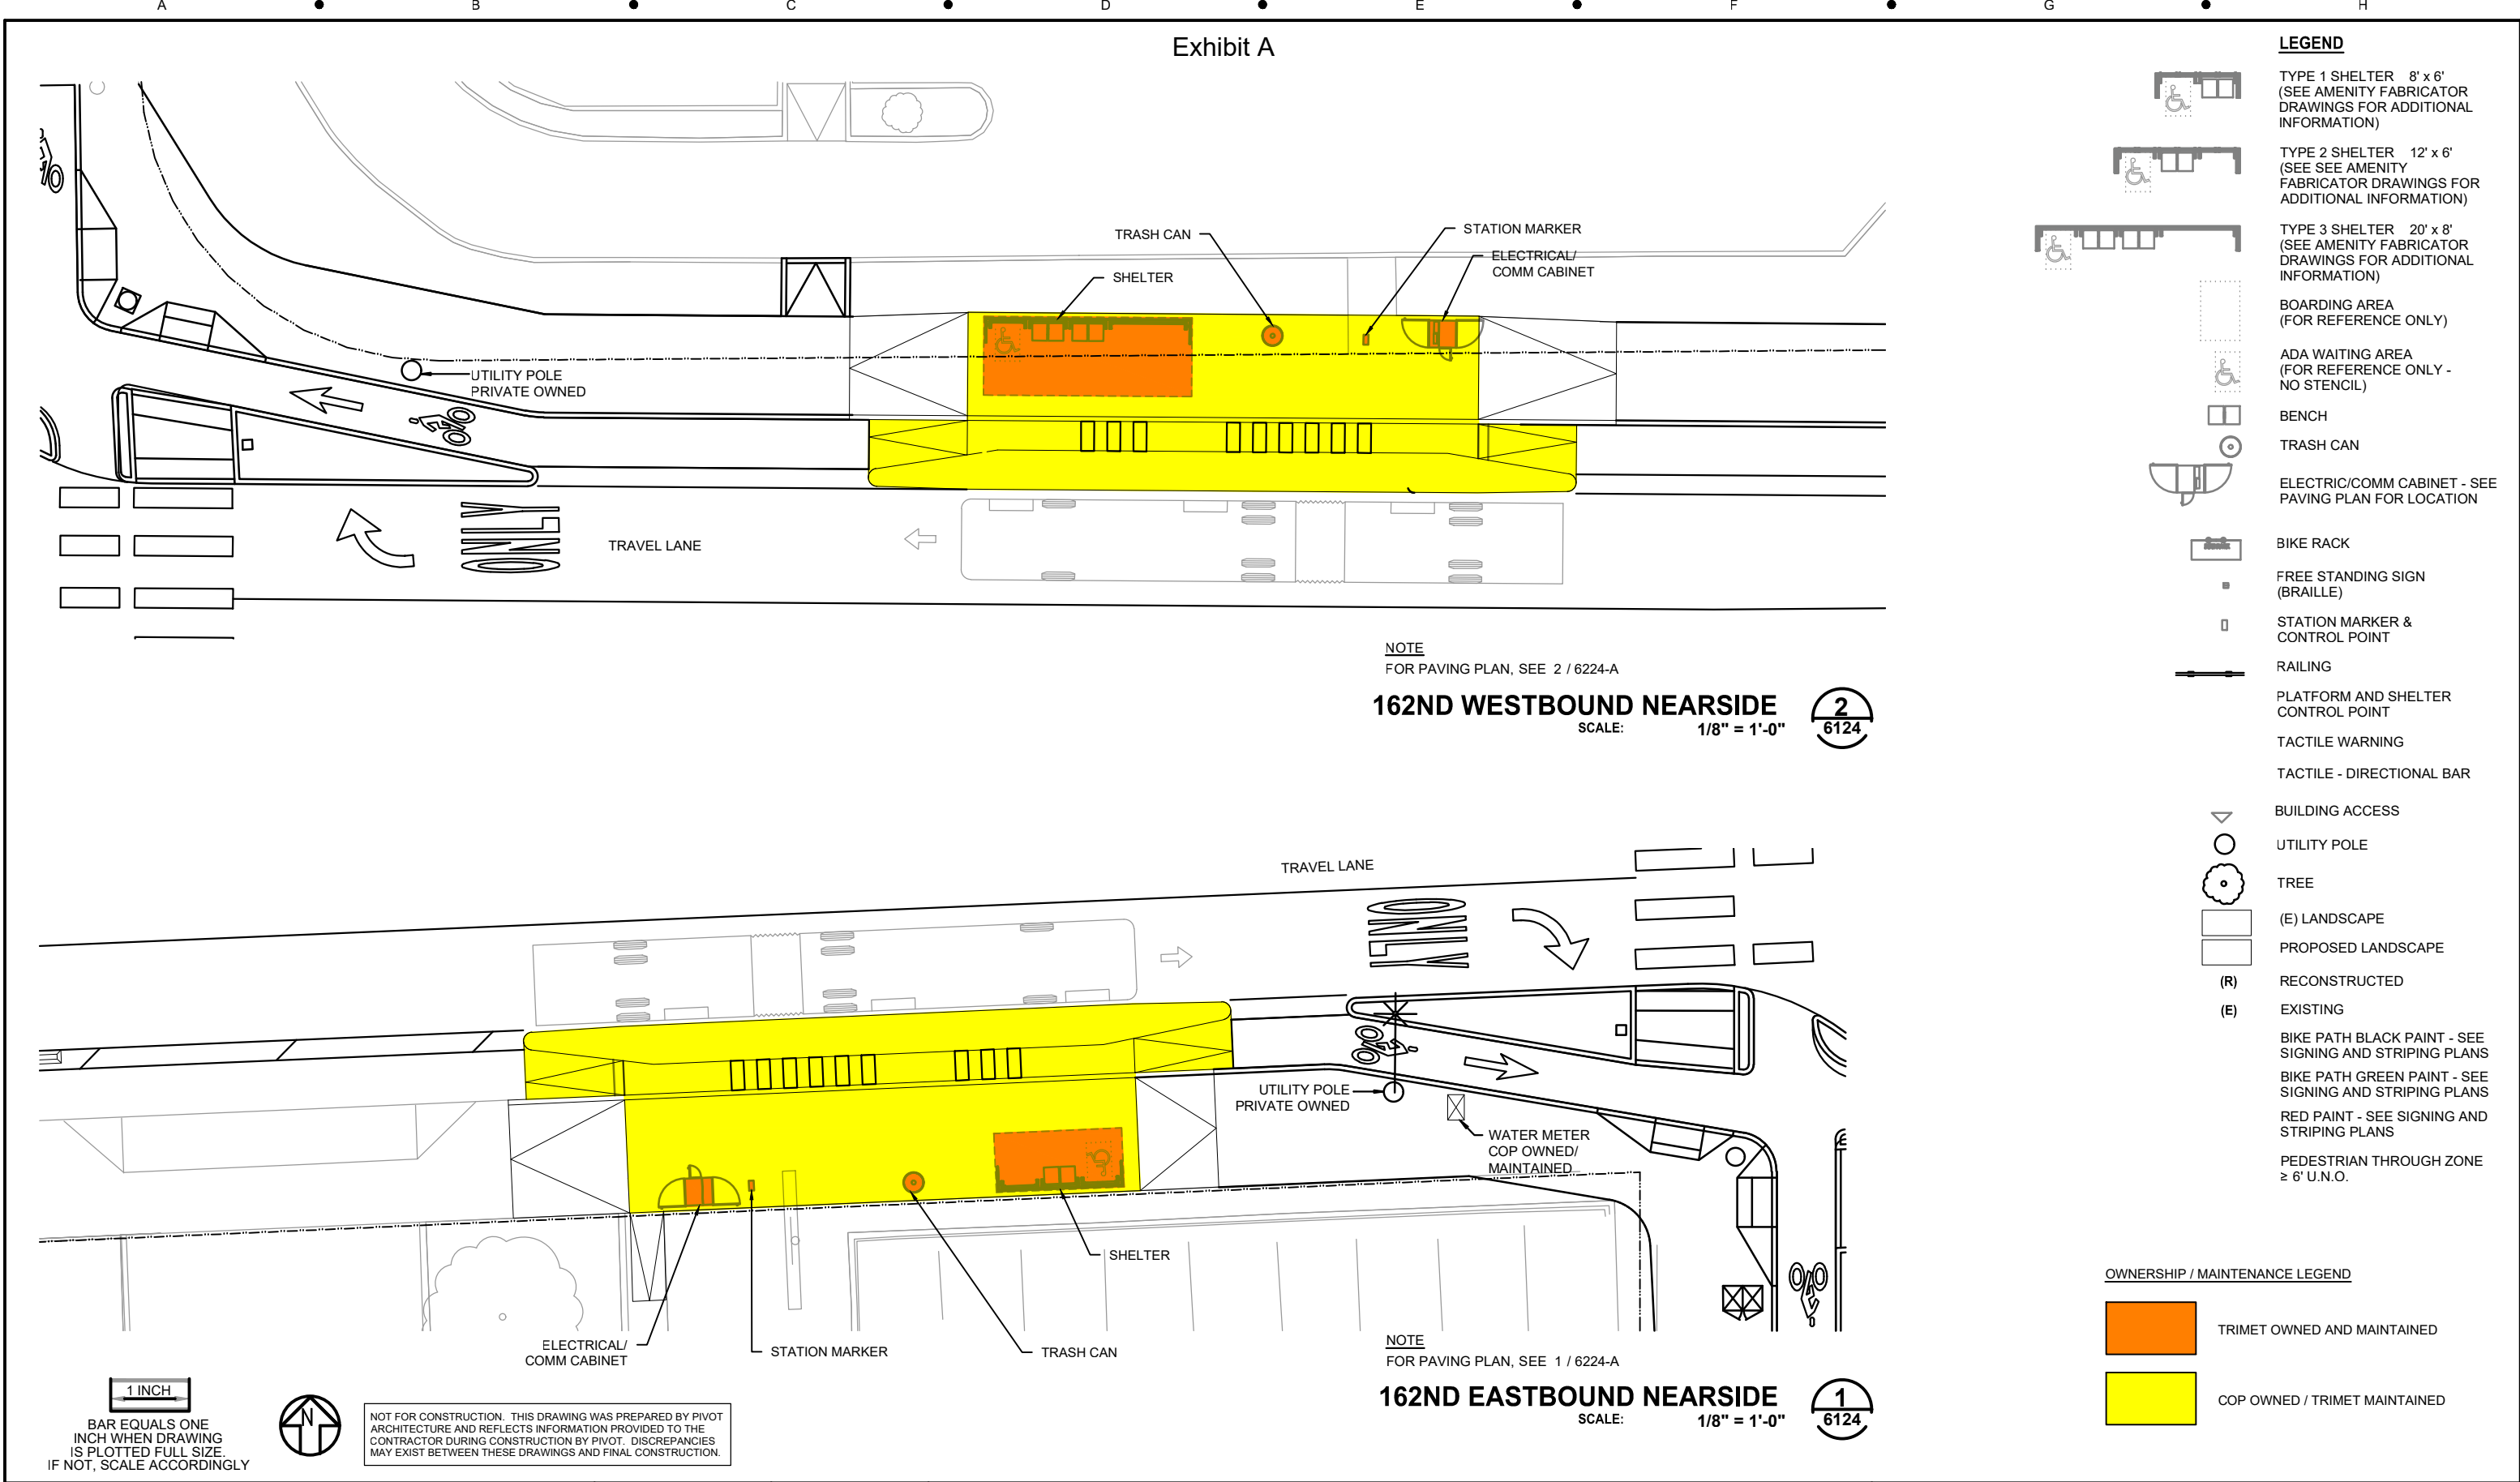 A B C D E F G H
Exhibit A
TRASH CAN
STATION MARKER
SHELTER
ELECTRICAL/
COMM CABINET
UTILITY POLE
PRIVATE OWNED
ONLY
TRAVEL LANE
NOTE
FOR PAVING PLAN, SEE 2 / 6224-A
162ND WESTBOUND NEARSIDE
SCALE: 1/8" = 1'-0"
2
6124
TRAVEL LANE
ONLY
UTILITY POLE
PRIVATE OWNED
WATER METER
COP OWNED/
MAINTAINED
SHELTER
ELECTRICAL/
COMM CABINET
STATION MARKER
TRASH CAN
NOTE
FOR PAVING PLAN, SEE 1 / 6224-A
162ND EASTBOUND NEARSIDE
SCALE: 1/8" = 1'-0"
1
6124
1 INCH
BAR EQUALS ONE
INCH WHEN DRAWING
IS PLOTTED FULL SIZE.
IF NOT, SCALE ACCORDINGLY
N
NOT FOR CONSTRUCTION. THIS DRAWING WAS PREPARED BY PIVOT
ARCHITECTURE AND REFLECTS INFORMATION PROVIDED TO THE
CONTRACTOR DURING CONSTRUCTION BY PIVOT. DISCREPANCIES
MAY EXIST BETWEEN THESE DRAWINGS AND FINAL CONSTRUCTION.
LEGEND
TYPE 1 SHELTER 8' x 6'
(SEE AMENITY FABRICATOR
DRAWINGS FOR ADDITIONAL
INFORMATION)
TYPE 2 SHELTER 12' x 6'
(SEE SEE AMENITY
FABRICATOR DRAWINGS FOR
ADDITIONAL INFORMATION)
TYPE 3 SHELTER 20' x 8'
(SEE AMENITY FABRICATOR
DRAWINGS FOR ADDITIONAL
INFORMATION)
BOARDING AREA
(FOR REFERENCE ONLY)
ADA WAITING AREA
(FOR REFERENCE ONLY -
NO STENCIL)
BENCH
TRASH CAN
ELECTRIC/COMM CABINET - SEE
PAVING PLAN FOR LOCATION
BIKE RACK
FREE STANDING SIGN
(BRAILLE)
STATION MARKER &
CONTROL POINT
RAILING
PLATFORM AND SHELTER
CONTROL POINT
TACTILE WARNING
TACTILE - DIRECTIONAL BAR
BUILDING ACCESS
UTILITY POLE
TREE
(E) LANDSCAPE
PROPOSED LANDSCAPE
(R) RECONSTRUCTED
(E) EXISTING
BIKE PATH BLACK PAINT - SEE
SIGNING AND STRIPING PLANS
BIKE PATH GREEN PAINT - SEE
SIGNING AND STRIPING PLANS
RED PAINT - SEE SIGNING AND
STRIPING PLANS
PEDESTRIAN THROUGH ZONE
≥ 6' U.N.O.
OWNERSHIP / MAINTENANCE LEGEND
TRIMET OWNED AND MAINTAINED
COP OWNED / TRIMET MAINTAINED